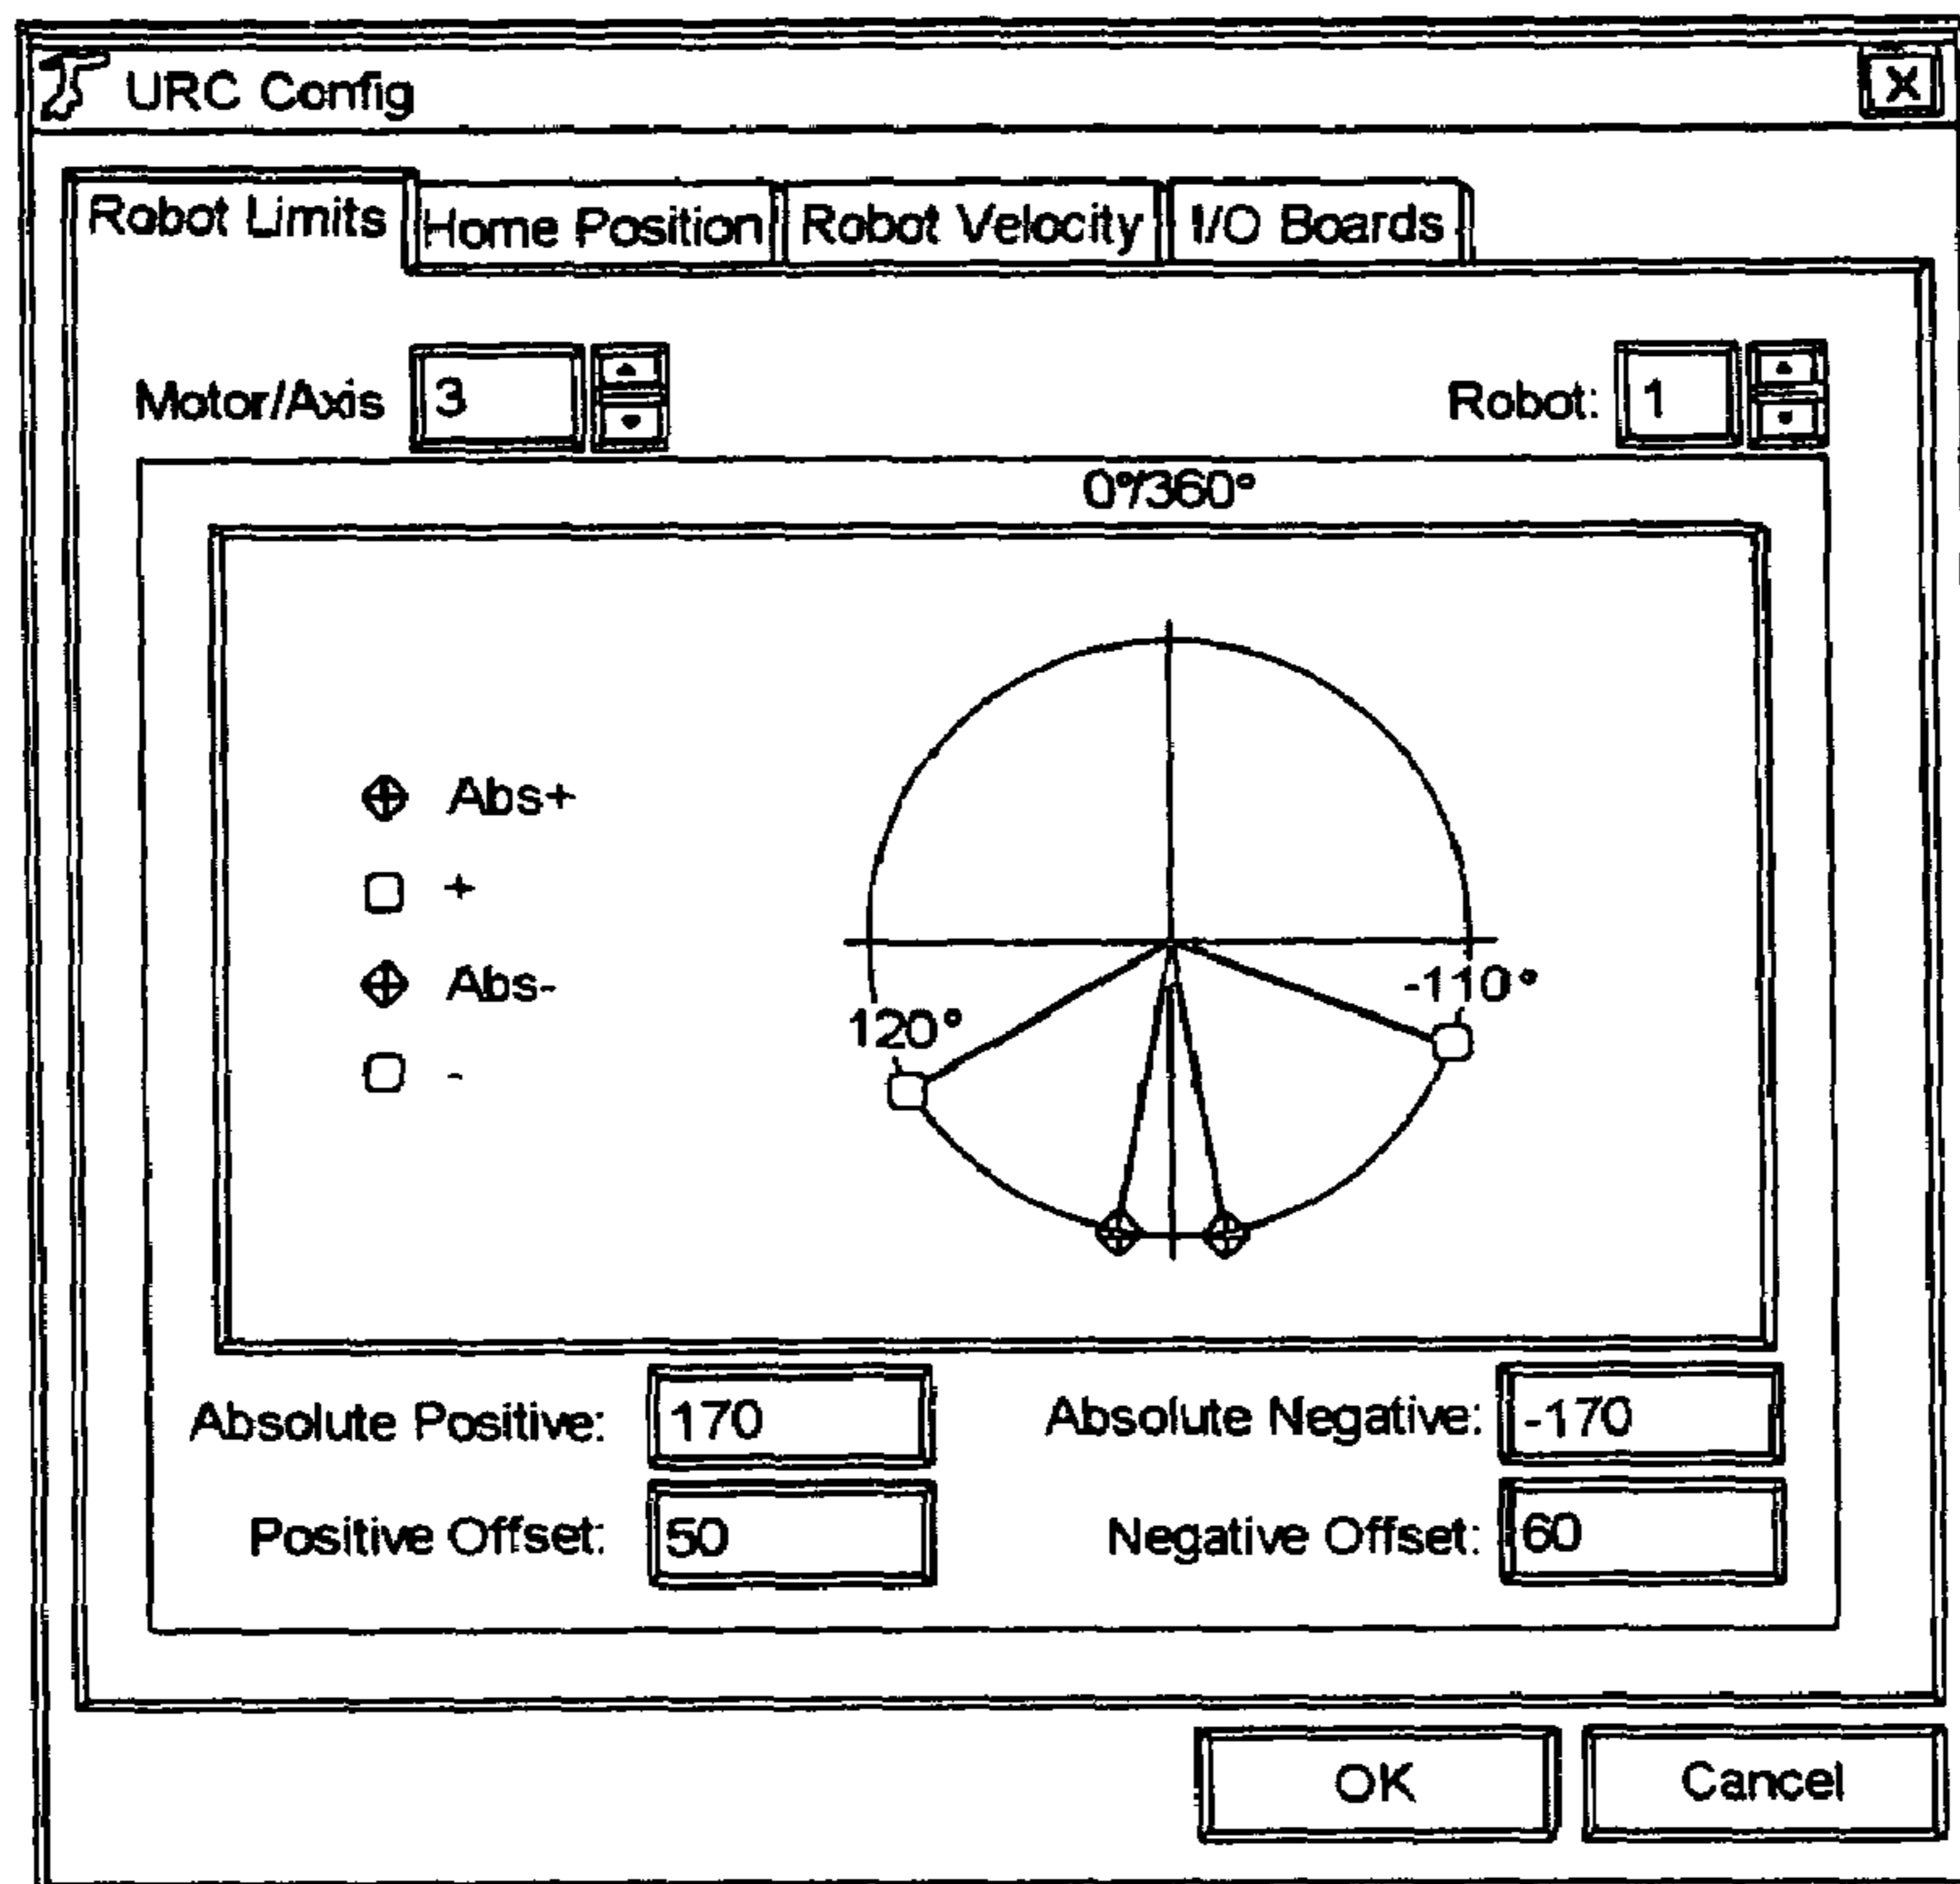 URC Config X
Robot Limits Home Position Robot Velocity I/O Boards
Motor/Axis 3 Robot: 1
0°/360°
Abs+
+
Abs-
-
-110°
120°
Absolute Positive: 170 Absolute Negative: -170
Positive Offset: 50 Negative Offset: 60
OK Cancel